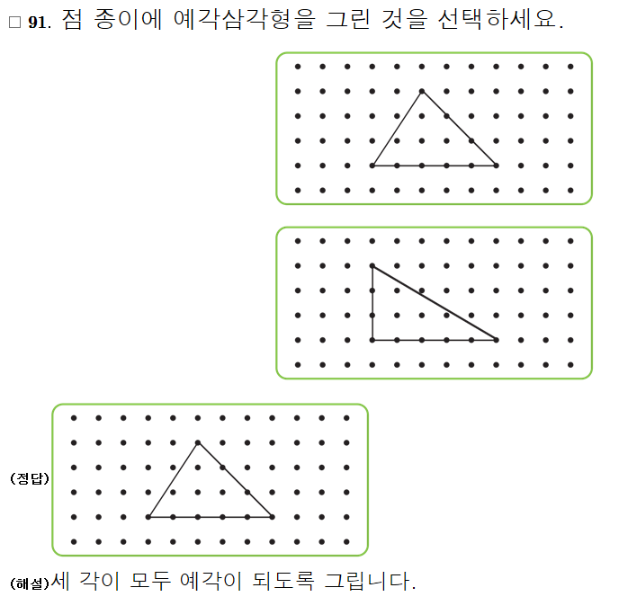 □ 91. 점 종이에 예각삼각형을 그린 것을 선택하세요.
(정답)
(해설)세 각이 모두 예각이 되도록 그립니다.